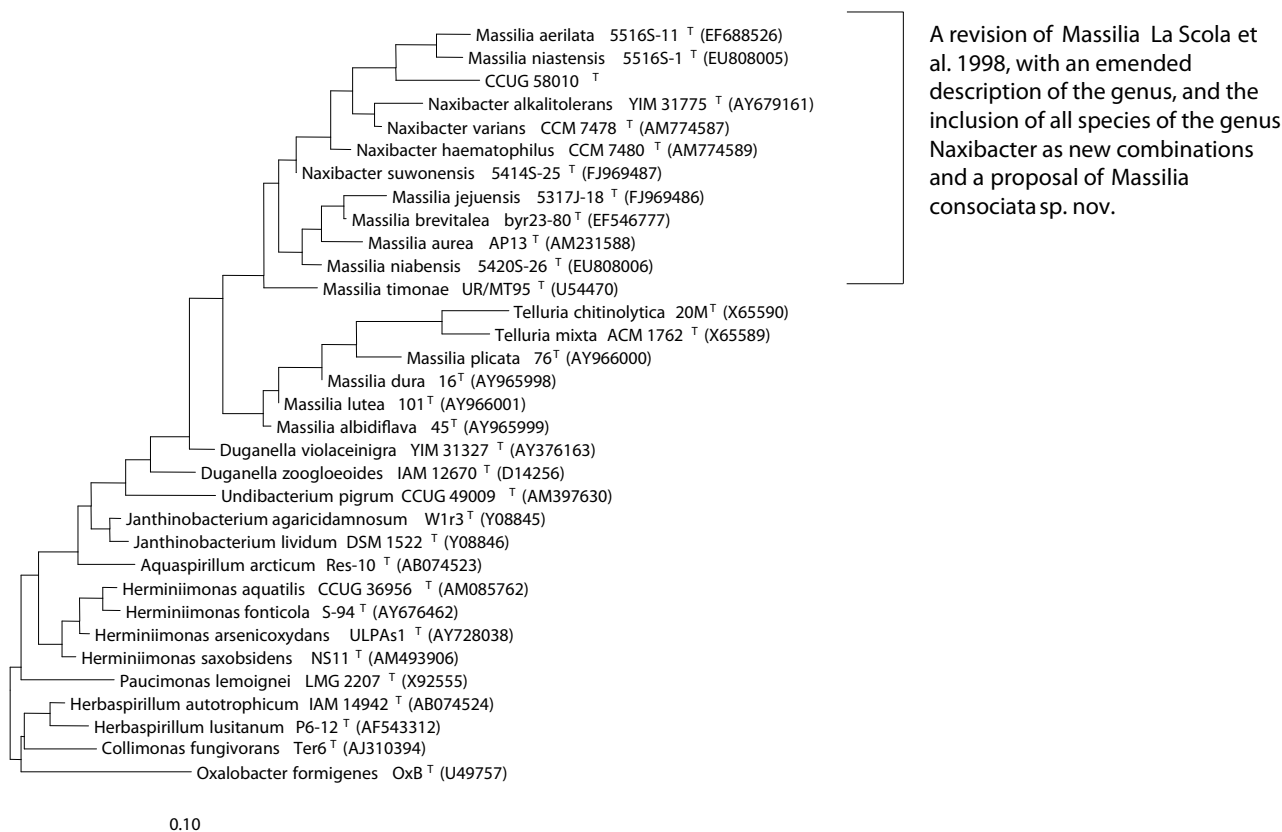 Massilia aerilata 5516S-11 T (EF688526)
Massilia niastensis 5516S-1 T (EU808005)
CCUG 58010 T
Naxibacter alkalitolerans YIM 31775 T (AY679161)
Naxibacter varians CCM 7478 T (AM774587)
Naxibacter haematophilus CCM 7480 T (AM774589)
Naxibacter suwonensis 5414S-25 T (FJ969487)
Massilia jejuensis 5317J-18 T (FJ969486)
Massilia brevitalea byr23-80 T (EF546777)
Massilia aurea AP13 T (AM231588)
Massilia niabensis 5420S-26 T (EU808006)
Massilia timonae UR/MT95 T (U54470)
Telluria chitinolytica 20M T (X65590)
Telluria mixta ACM 1762 T (X65589)
Massilia plicata 76 T (AY966000)
Massilia dura 16 T (AY965998)
Massilia lutea 101 T (AY966001)
Massilia albidiflava 45 T (AY965999)
Duganella violaceinigra YIM 31327 T (AY376163)
Duganella zoogloeoides IAM 12670 T (D14256)
Undibacterium pigrum CCUG 49009 T (AM397630)
Janthinobacterium agaricidamnosum W1r3 T (Y08845)
Janthinobacterium lividum DSM 1522 T (Y08846)
Aquaspirillum arcticum Res-10 T (AB074523)
Herminiimonas aquatilis CCUG 36956 T (AM085762)
Herminiimonas fonticola S-94 T (AY676462)
Herminiimonas arsenicoxydans ULPAs1 T (AY728038)
Herminiimonas saxobsidens NS11 T (AM493906)
Paucimonas lemoignei LMG 2207 T (X92555)
Herbaspirillum autotrophicum IAM 14942 T (AB074524)
Herbaspirillum lusitanum P6-12 T (AF543312)
Collimonas fungivorans Ter6 T (AJ310394)
Oxalobacter formigenes OxB T (U49757)
0.10
A revision of Massilia La Scola et
al. 1998, with an emended
description of the genus, and the
inclusion of all species of the genus
Naxibacter as new combinations
and a proposal of Massilia
consociata sp. nov.